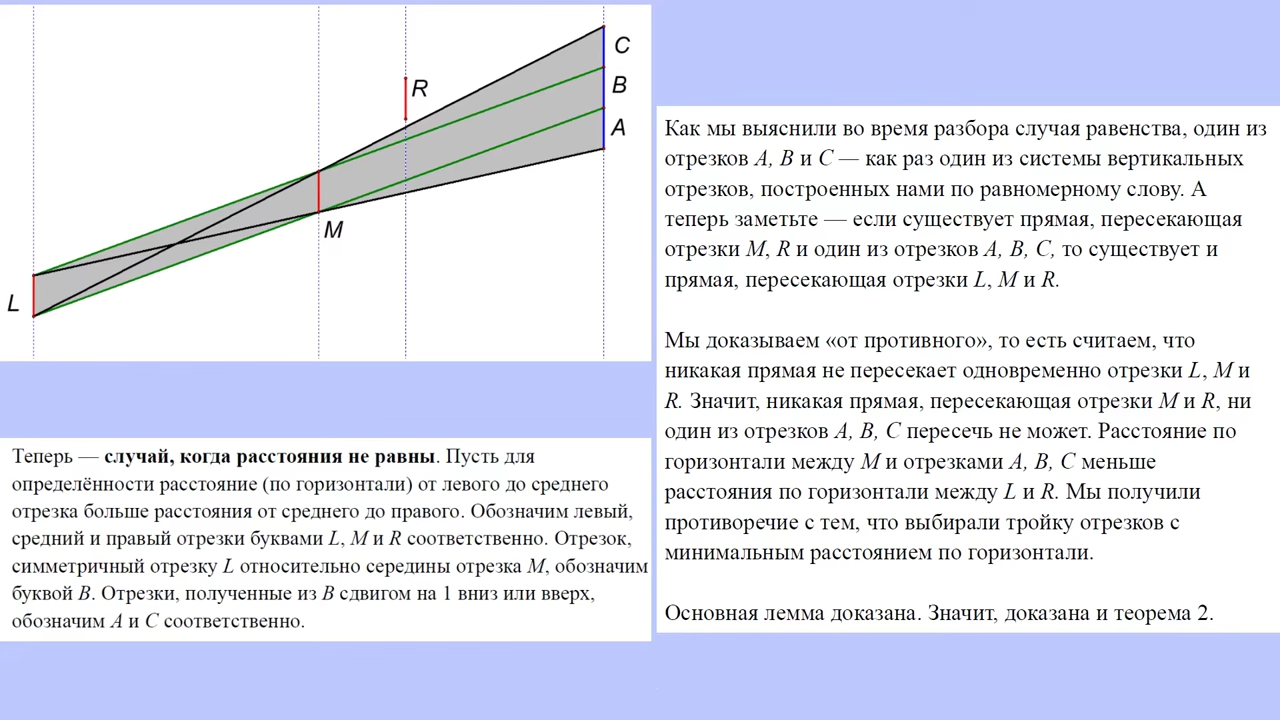 C
B
A
R
M
L
Теперь — случай, когда расстояния не равны. Пусть для
определённости расстояние (по горизонтали) от левого до среднего
отрезка больше расстояния от среднего до правого. Обозначим левый,
средний и правый отрезки буквами L, M и R соответственно. Отрезок,
симметричный отрезку L относительно середины отрезка M, обозначим
буквой B. Отрезки, полученные из B сдвигом на 1 вниз или вверх,
обозначим A и C соответственно.
Как мы выяснили во время разбора случая равенства, один из
отрезков A, B и C — как раз один из системы вертикальных
отрезков, построенных нами по равномерному слову. А
теперь заметьте — если существует прямая, пересекающая
отрезки M, R и один из отрезков A, B, C, то существует и
прямая, пересекающая отрезки L, M и R.
Мы доказываем «от противного», то есть считаем, что
никакая прямая не пересекает одновременно отрезки L, M и
R. Значит, никакая прямая, пересекающая отрезки M и R, ни
один из отрезков A, B, C пересечь не может. Расстояние по
горизонтали между M и отрезками A, B, C меньше
расстояния по горизонтали между L и R. Мы получили
противоречие с тем, что выбирали тройку отрезков с
минимальным расстоянием по горизонтали.
Основная лемма доказана. Значит, доказана и теорема 2.